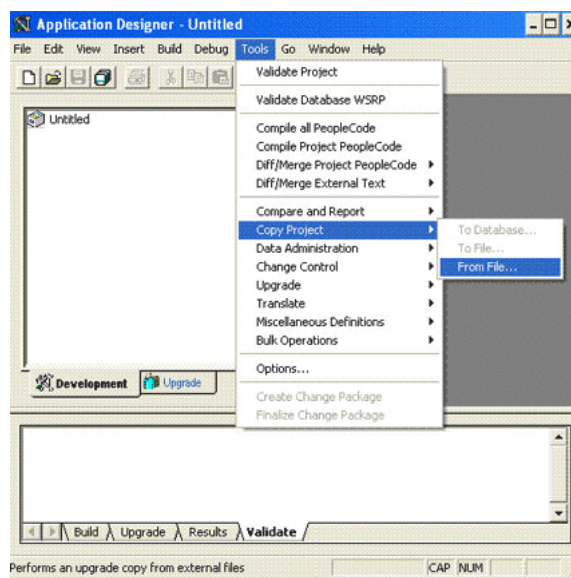 Application Designer - Untitled
File Edit View Insert Build Debug Tools Go Window Help
Untitled
Validate Project
Validate Database WSRP
Compile all PeopleCode
Compile Project PeopleCode
Diff/Merge Project PeopleCode
Diff/Merge External Text
Compare and Report
Copy Project
To Database...
To File...
From File...
Data Administration
Change Control
Upgrade
Translate
Miscellaneous Definitions
Bulk Operations
Options...
Create Change Package
Finalize Change Package
Development Upgrade
Build Upgrade Results Validate
Performs an upgrade copy from external files CAP NUM